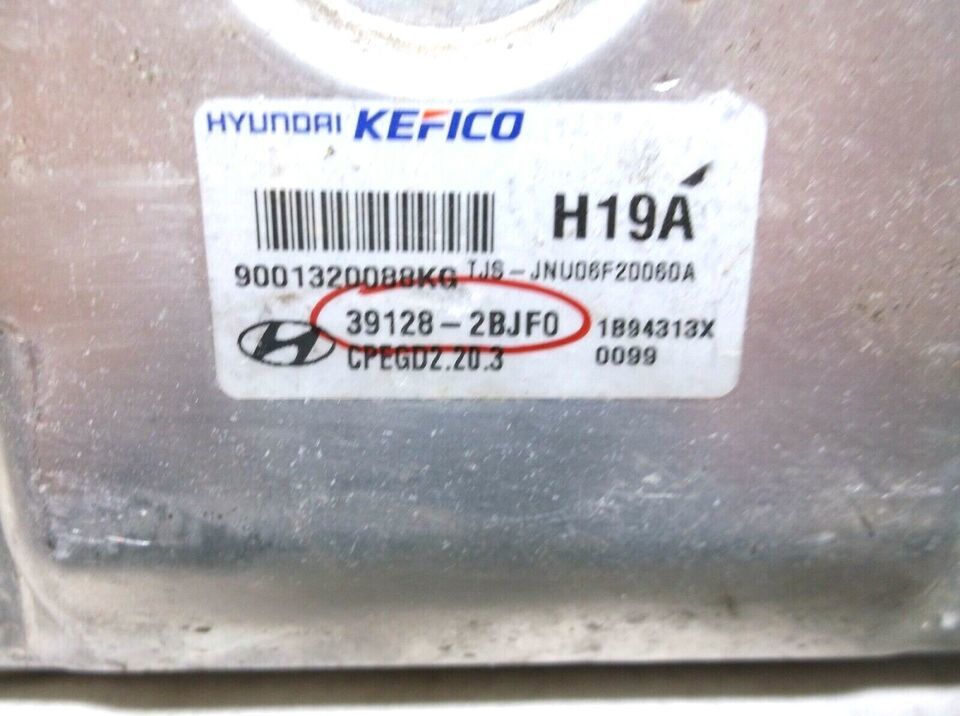 HYUNDAI KEFICO
H19A
9001320088KG TJS-JNU06F20060A
39128-2BJF0 1B94313X
CPEGD2.20.3 0099